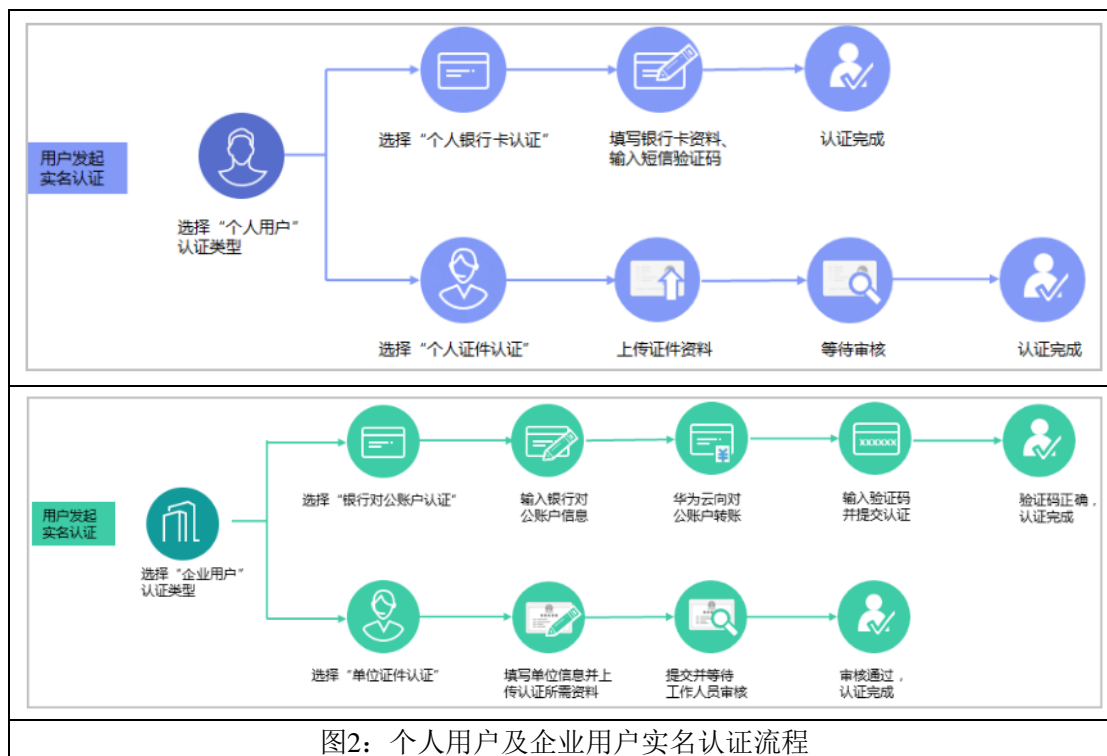 用户发起
实名认证
选择“个人用户”
认证类型
选择“个人银行卡认证”
填写银行卡资料、
输入短信验证码
认证完成
选择“个人证件认证”
上传证件资料
等待审核
认证完成
用户发起
实名认证
选择“企业用户”
认证类型
选择“银行对公账户认证”
输入银行对
公账户信息
华为云向对
公账户转账
XXXXXX
输入验证码
并提交认证
验证码正确，
认证完成
选择“单位证件认证”
填写单位信息并上
传认证所需资料
提交并等待
工作人员审核
审核通过，
认证完成
图2：个人用户及企业用户实名认证流程